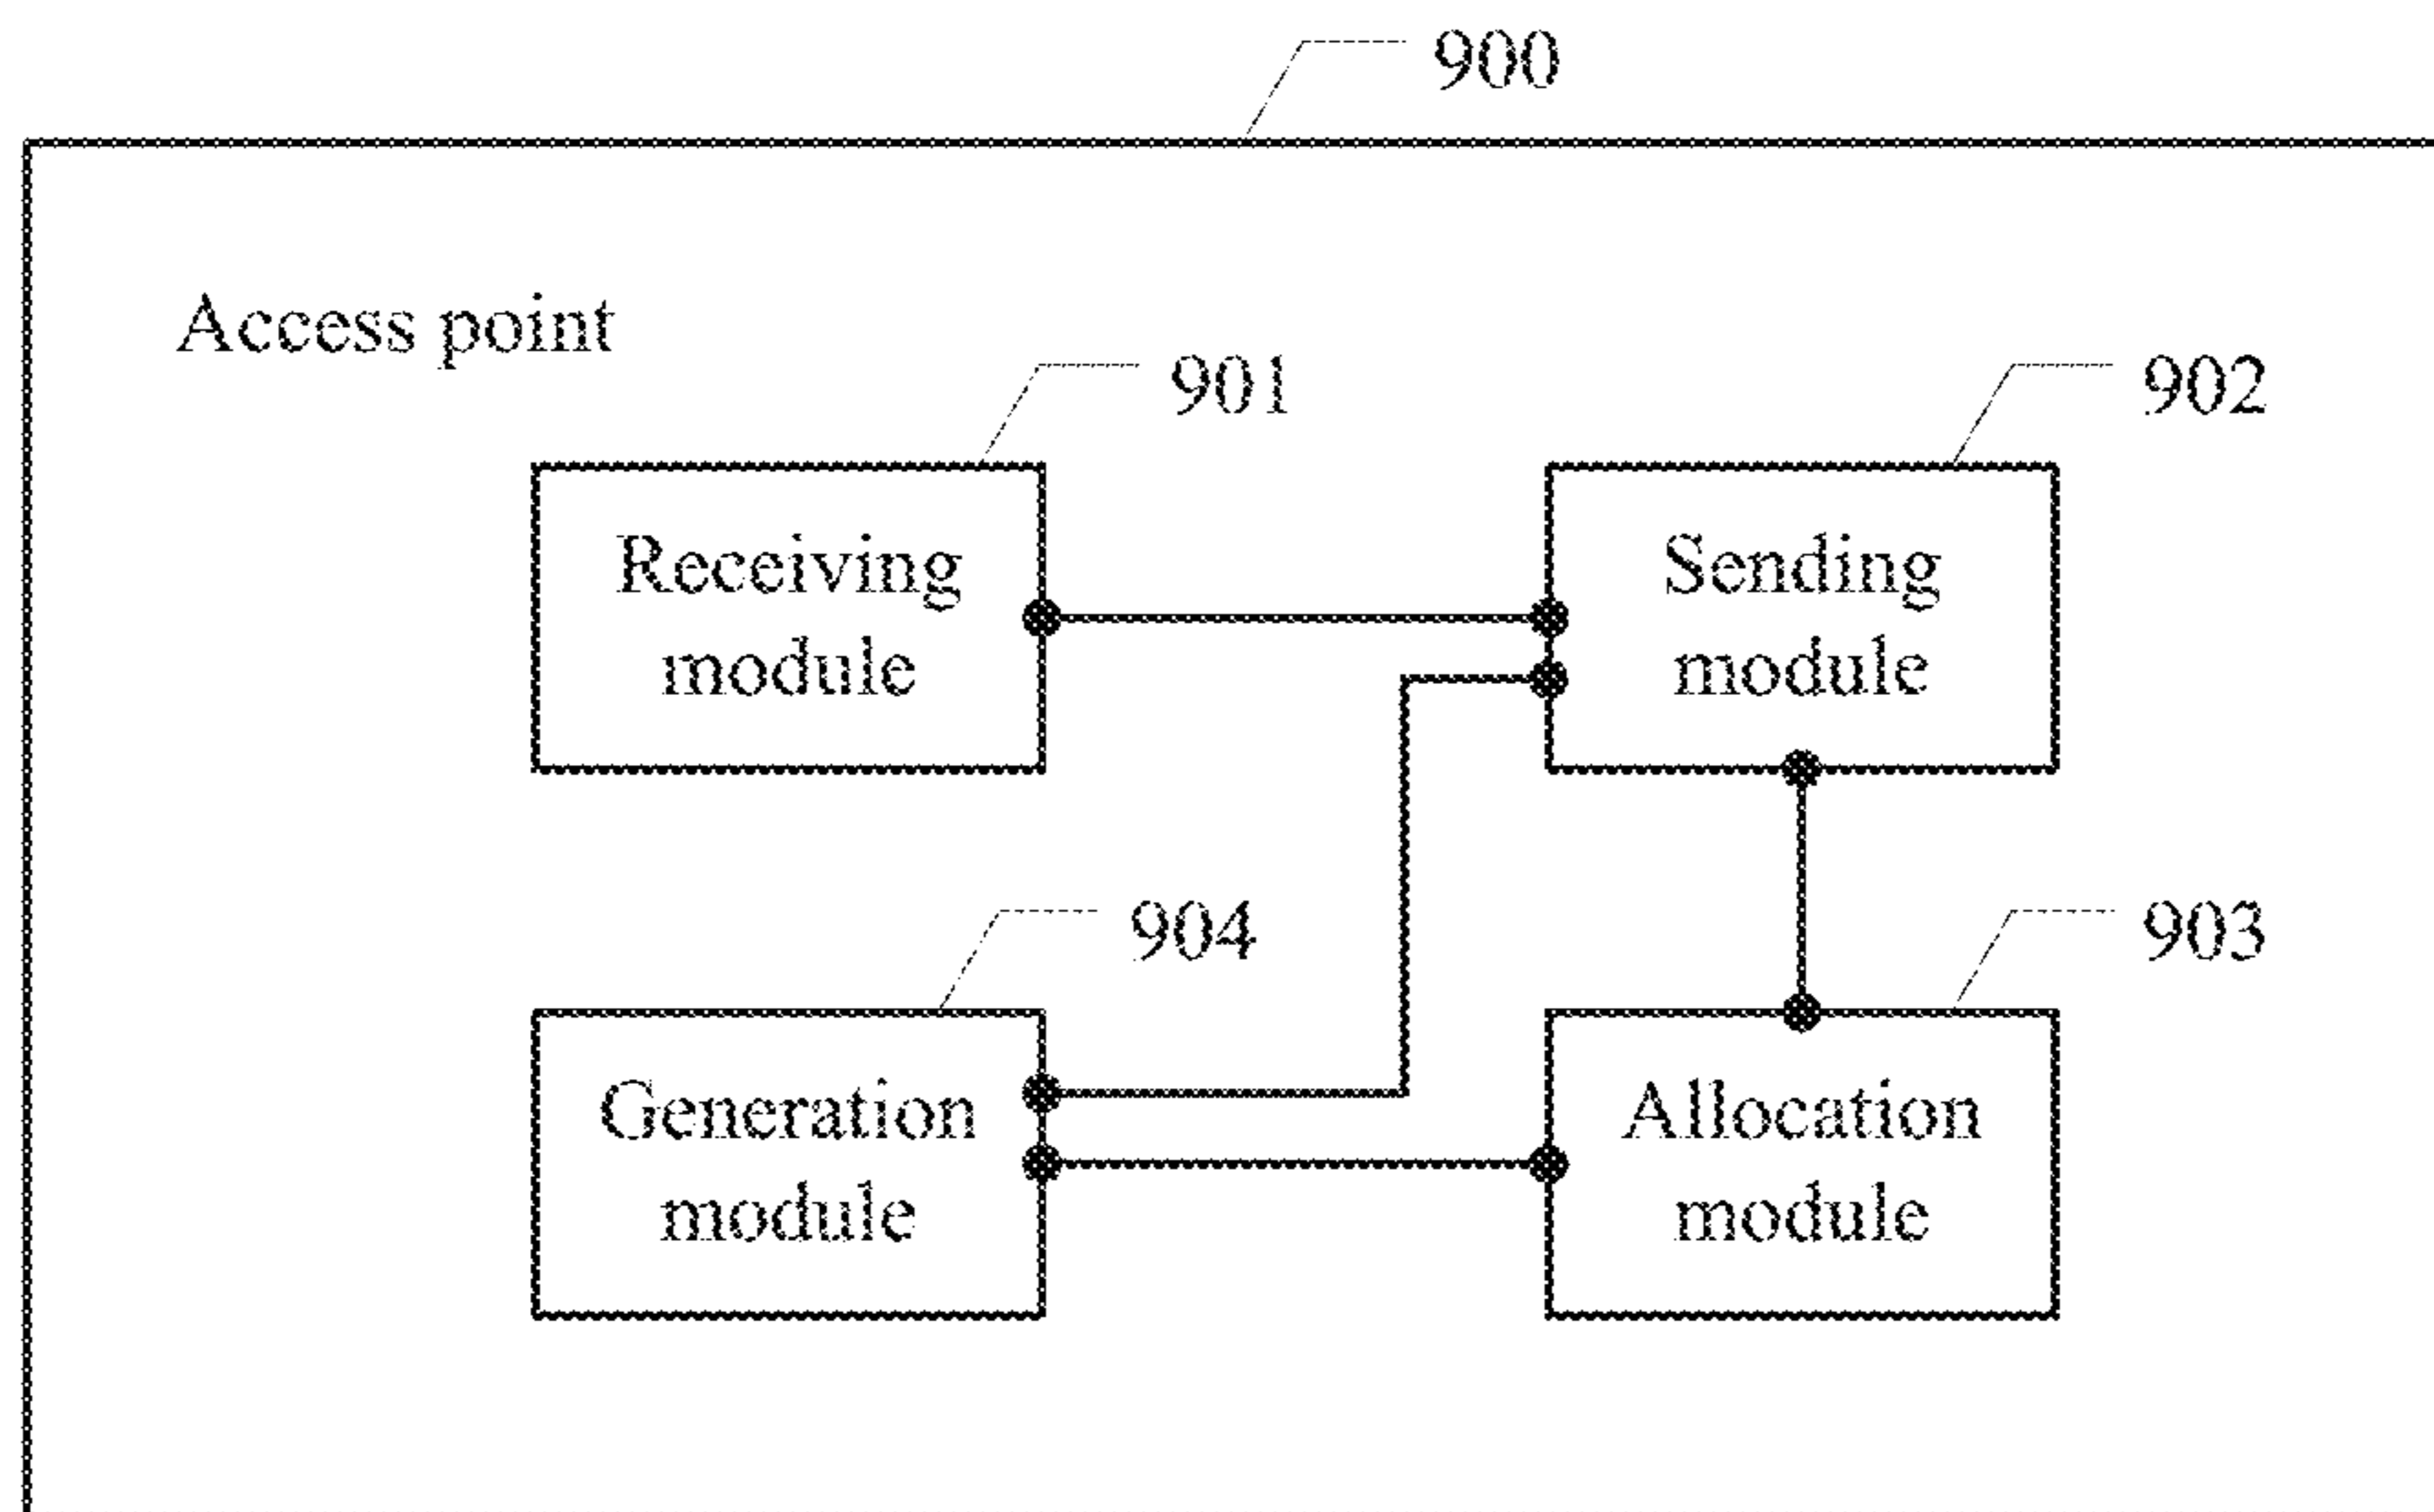 900
Access point
901
902
Receiving
module
Sending
module
904
903
Generation
module
Allocation
module